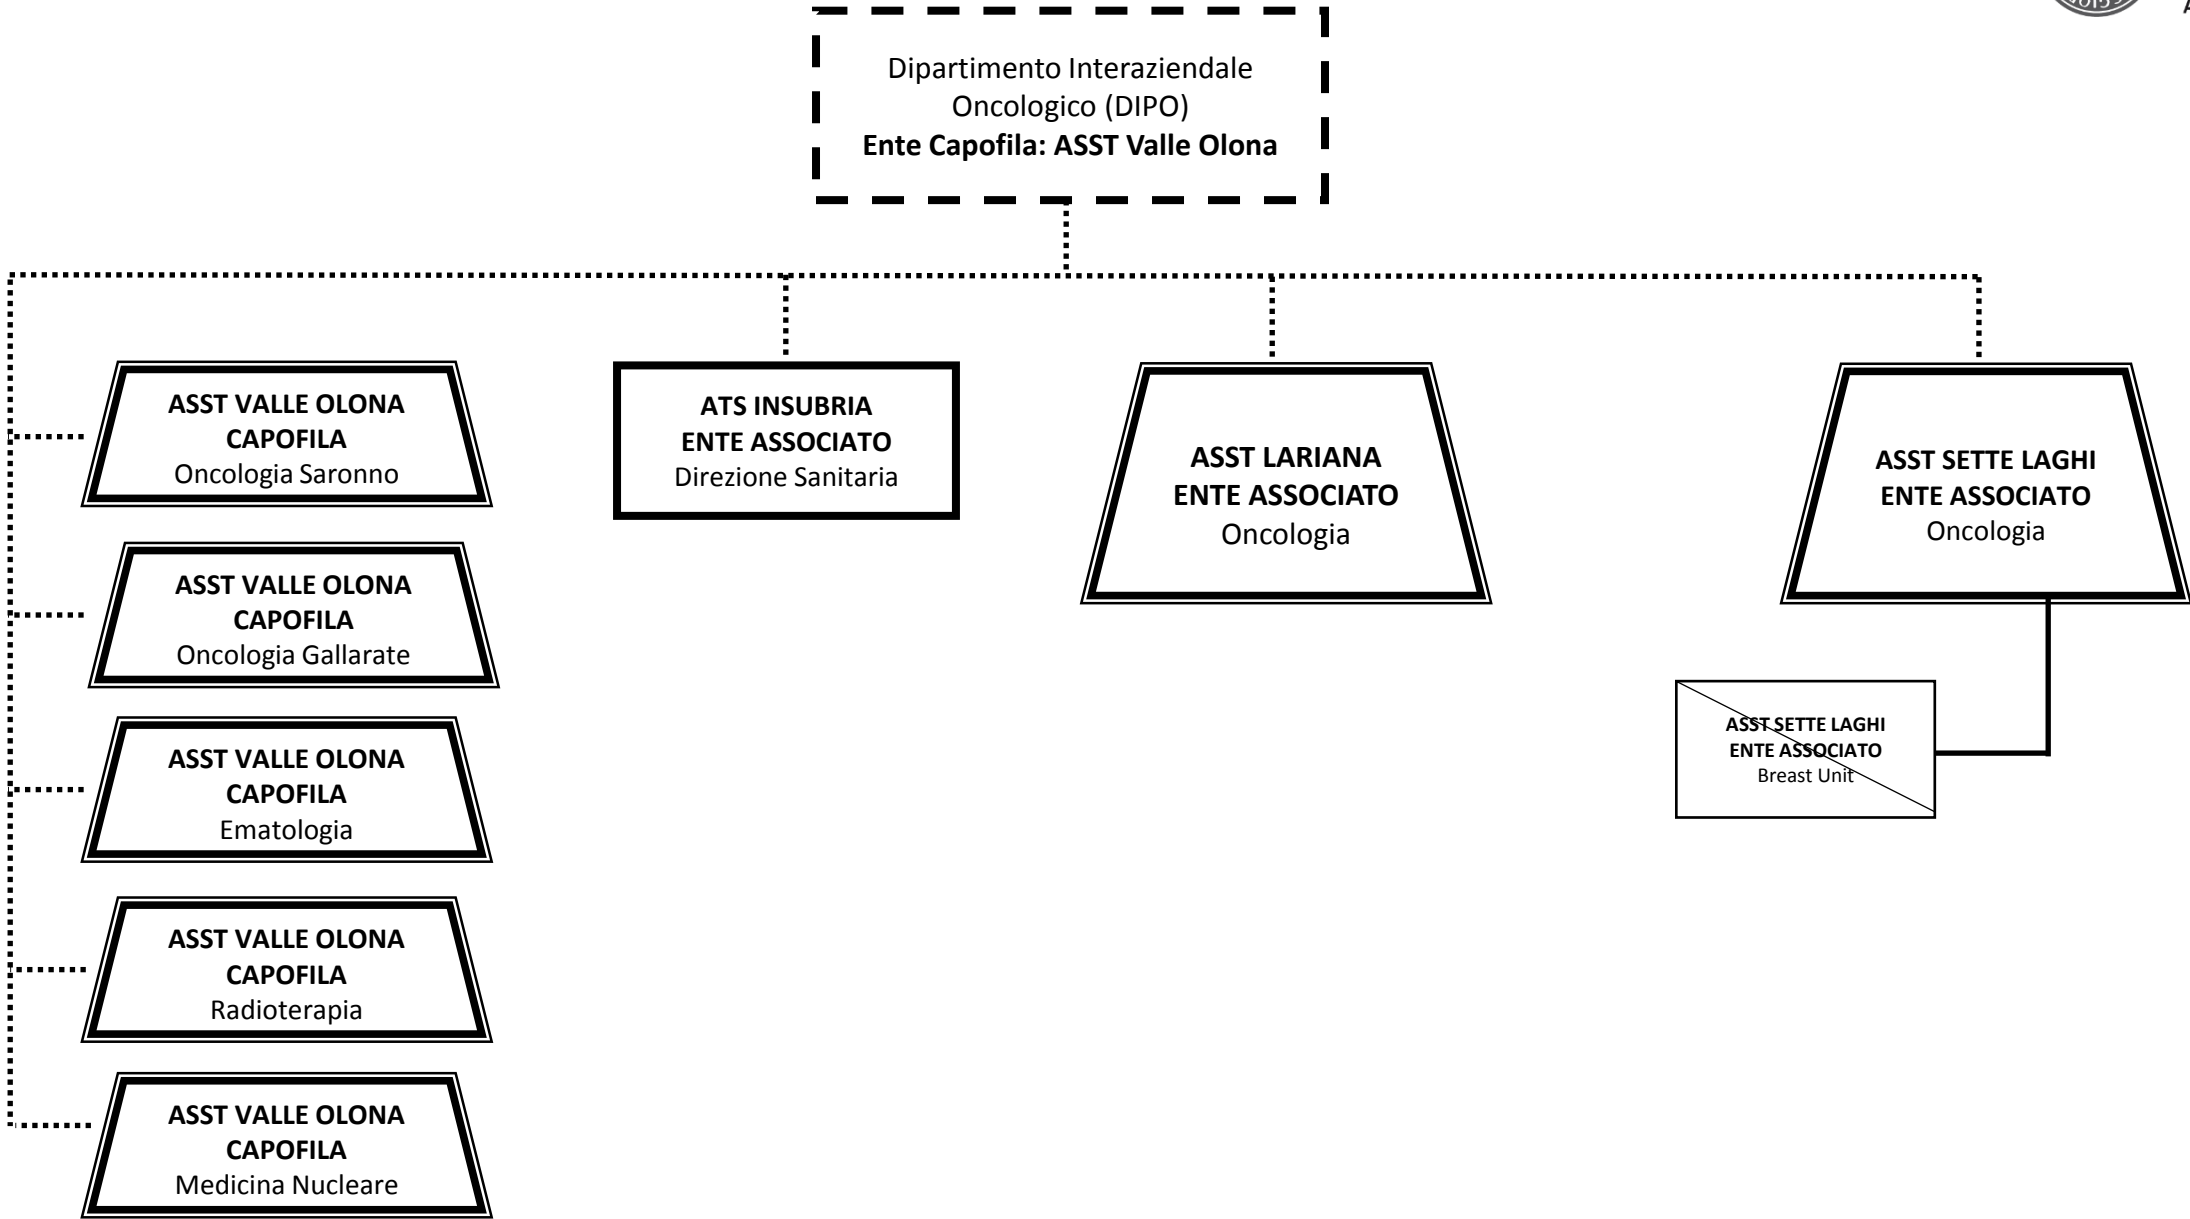 Dipartimento Interaziendale
Oncologico (DIPO)
Ente Capofila: ASST Valle Olona
ASST VALLE OLONA
CAPOFILA
Oncologia Saronno
ASST VALLE OLONA
CAPOFILA
Oncologia Gallarate
ASST VALLE OLONA
CAPOFILA
Ematologia
ASST VALLE OLONA
CAPOFILA
Radioterapia
ASST VALLE OLONA
CAPOFILA
Medicina Nucleare
ATS INSUBRIA
ENTE ASSOCIATO
Direzione Sanitaria
ASST LARIANA
ENTE ASSOCIATO
Oncologia
ASST SETTE LAGHI
ENTE ASSOCIATO
Oncologia
ASST SETTE LAGHI
ENTE ASSOCIATO
Breast Unit